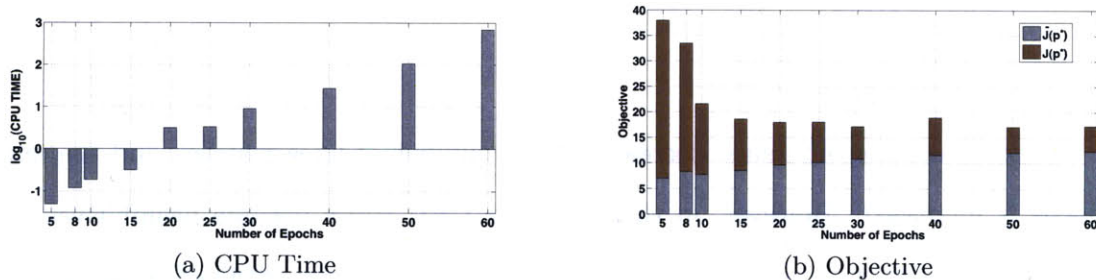 3
2
1
0
-1
log10(CPU TIME)
5 8 10 15 20 25 30 40 50 60
Number of Epochs
(a) CPU Time
40
35
30
25
20
15
10
5
0
Objective
J̄(p*)
J(p*)
5 8 10 15 20 25 30 40 50 60
Number of Epochs
(b) Objective